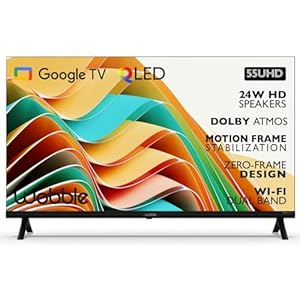 Google TV QLED
55UHD
24W HD
SPEAKERS
DOLBY ATMOS
MOTION FRAME
STABILIZATION
ZERO-FRAME
DESIGN
WI-FI
DUAL BAND
wobble